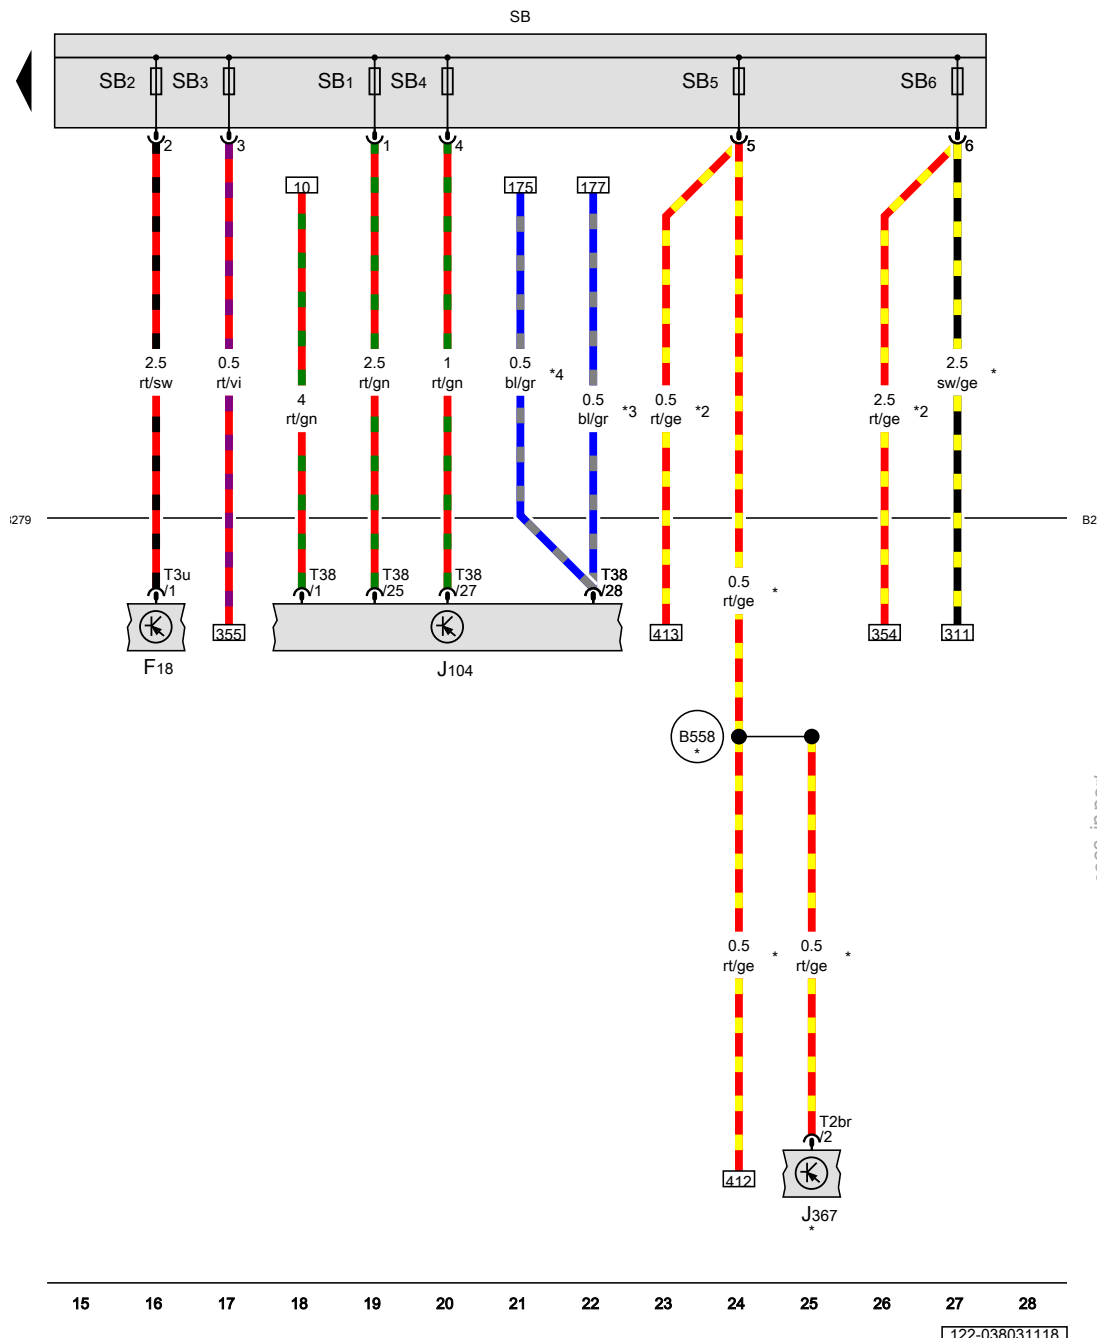 SB
SB2 SB3 SB1 SB4 SB5 SB6
2 3 1 4 5 6
10 175 177
2.5 0.5 2.5 1 0.5 2.5
rt/sw rt/vi rt/gn rt/gn bl/gr *4 sw/ge *
4 0.5 0.5 2.5
rt/gn bl/gr *3 rt/ge *2 rt/ge *2
B2
T3u T38 T38 T38 T38
/1 /1 /25 /27 /28
0.5
rt/ge *
355 413 354 311
F18 J104
B558
*
0.5 0.5
rt/ge * rt/ge *
T2br
/2
412
J367
*
15 16 17 18 19 20 21 22 23 24 25 26 27 28
122-038031118